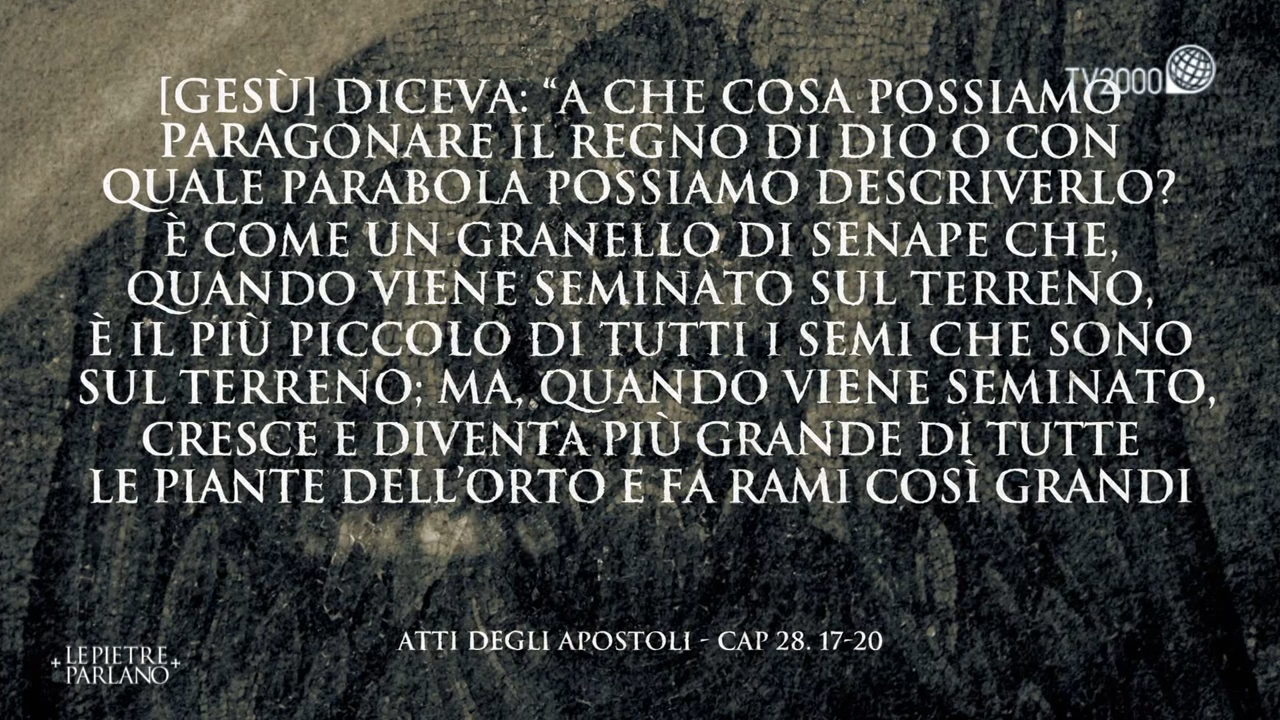 TV2000
[GESÙ] DICEVA: “A CHE COSA POSSIAMO
PARAGONARE IL REGNO DI DIO O CON
QUALE PARABOLA POSSIAMO DESCRIVERLO?
È COME UN GRANELLO DI SENAPE CHE,
QUANDO VIENE SEMINATO SUL TERRENO,
È IL PIÙ PICCOLO DI TUTTI I SEMI CHE SONO
SUL TERRENO; MA, QUANDO VIENE SEMINATO,
CRESCE E DIVENTA PIÙ GRANDE DI TUTTE
LE PIANTE DELL’ORTO E FA RAMI COSÌ GRANDI
ATTI DEGLI APOSTOLI - CAP 28. 17-20
+ LE PIETRE +
PARLANO